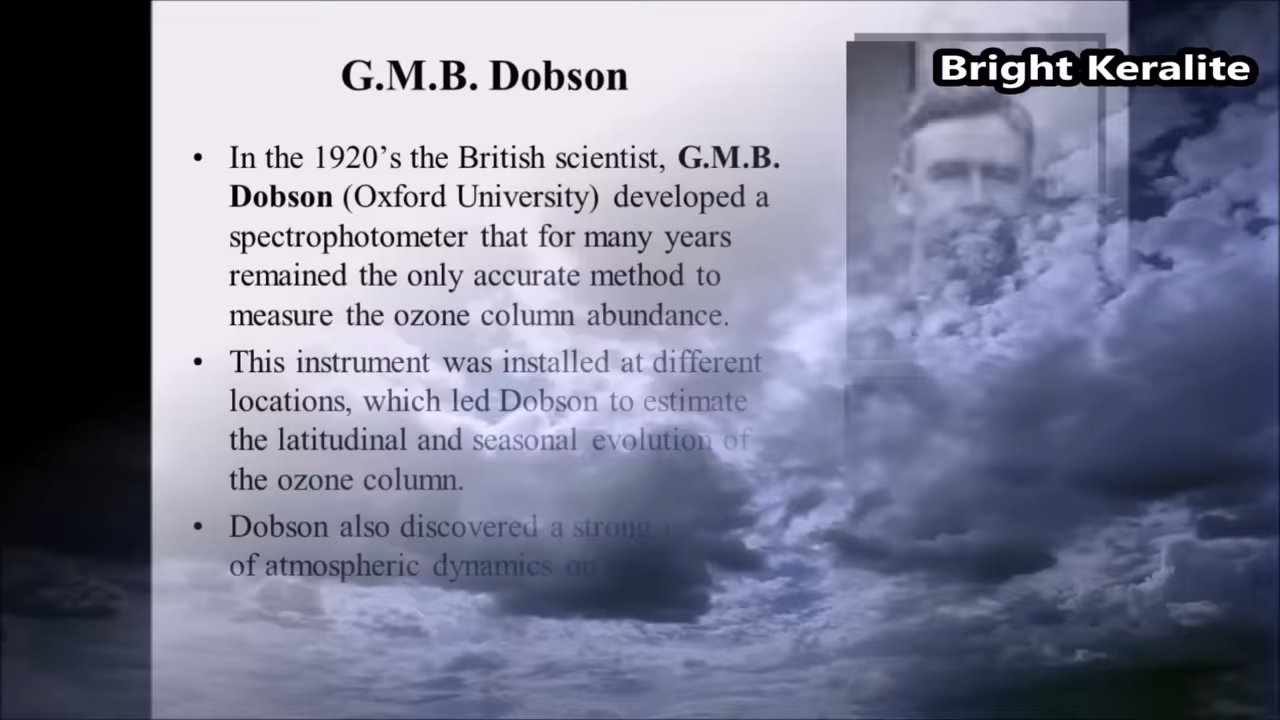 Bright Keralite
G.M.B. Dobson
• In the 1920's the British scientist, G.M.B.
Dobson (Oxford University) developed a
spectrophotometer that for many years
remained the only accurate method to
measure the ozone column abundance.
• This instrument was installed at different
locations, which led Dobson to estimate
the latitudinal and seasonal evolution of
the ozone column.
• Dobson also discovered a strong
of atmospheric dynamics on